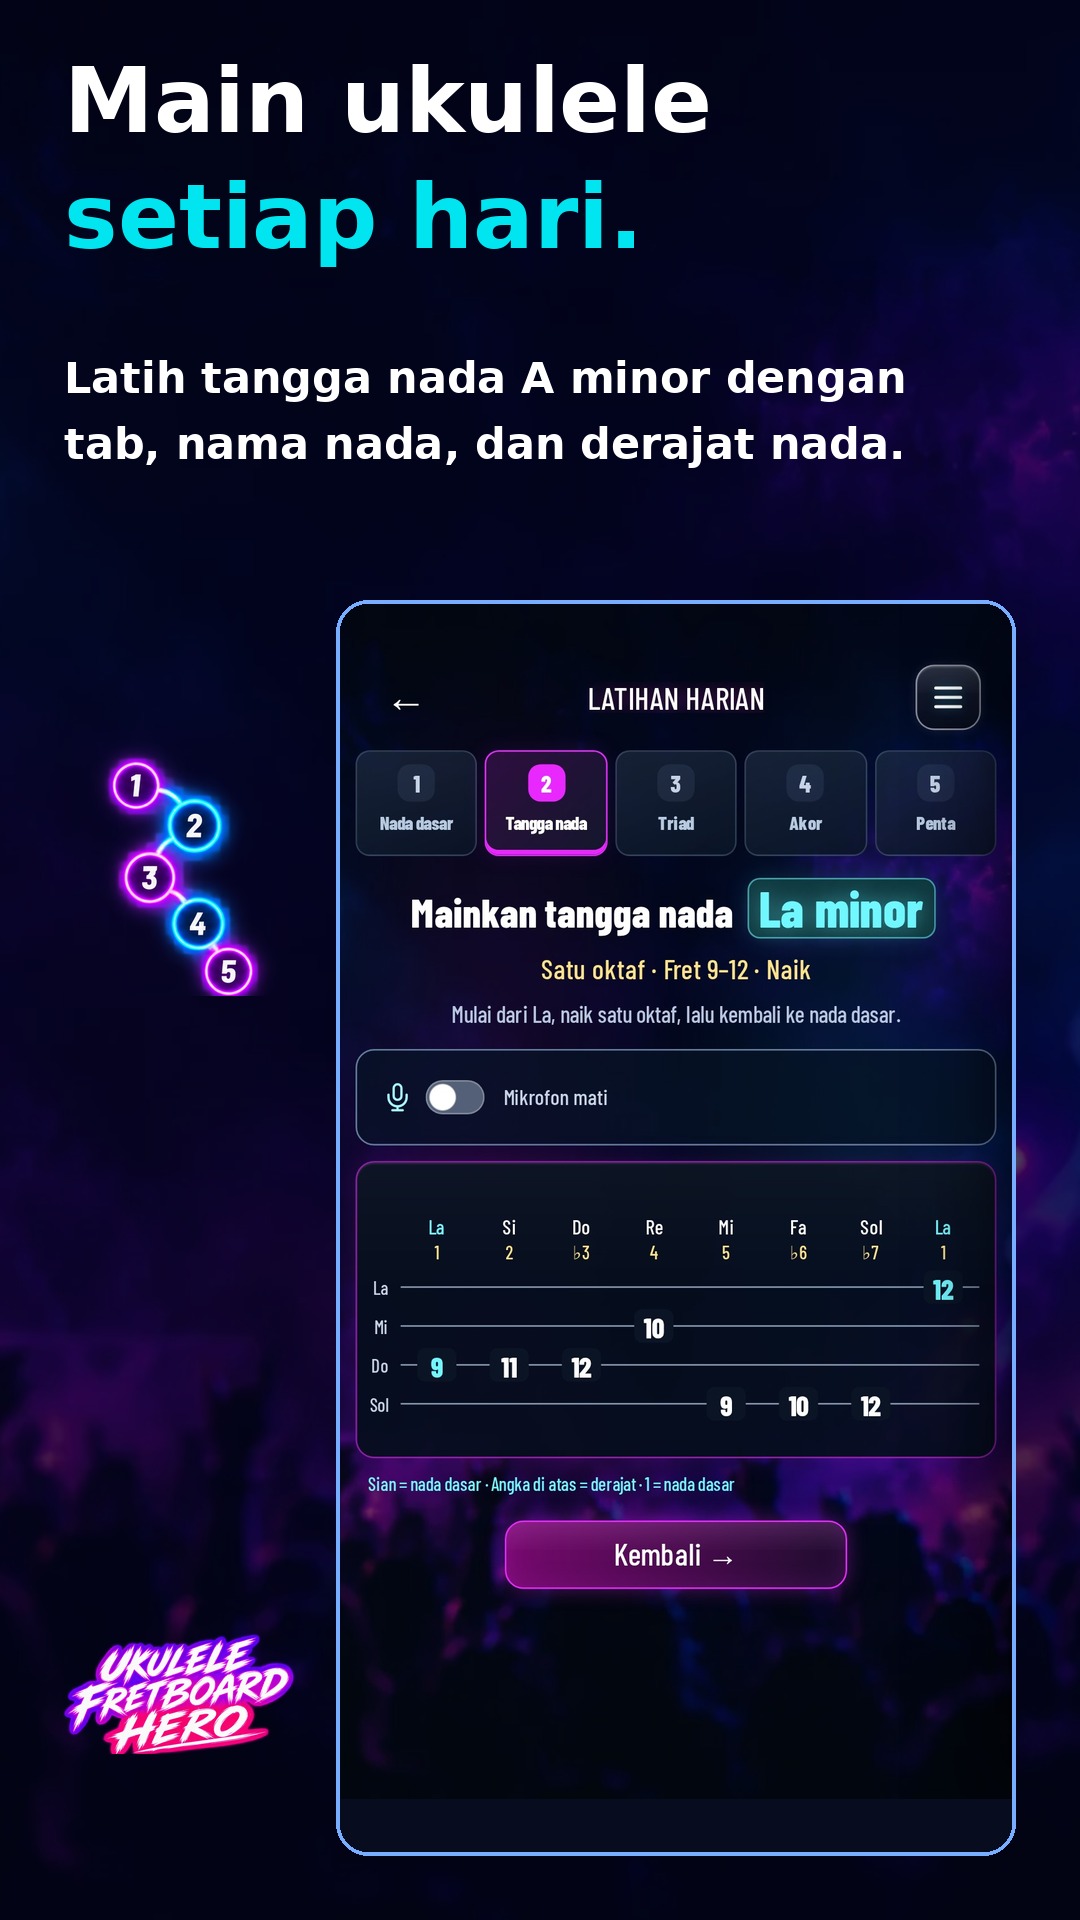 Main ukulele
setiap hari.
Latih tangga nada A minor dengan
tab, nama nada, dan derajat nada.
← LATIHAN HARIAN
1 2 3 4 5
Nada dasar Tangga nada Triad Akor Penta
1
2
3
4
5
Mainkan tangga nada La minor
Satu oktaf · Fret 9–12 · Naik
Mulai dari La, naik satu oktaf, lalu kembali ke nada dasar.
Mikrofon mati
La Si Do Re Mi Fa Sol La
1 2 ♭3 4 5 ♭6 ♭7 1
La 12
Mi 10
Do 9 11 12
Sol 9 10 12
Sian = nada dasar · Angka di atas = derajat · 1 = nada dasar
Kembali →
UKULELE
FRETBOARD
HERO